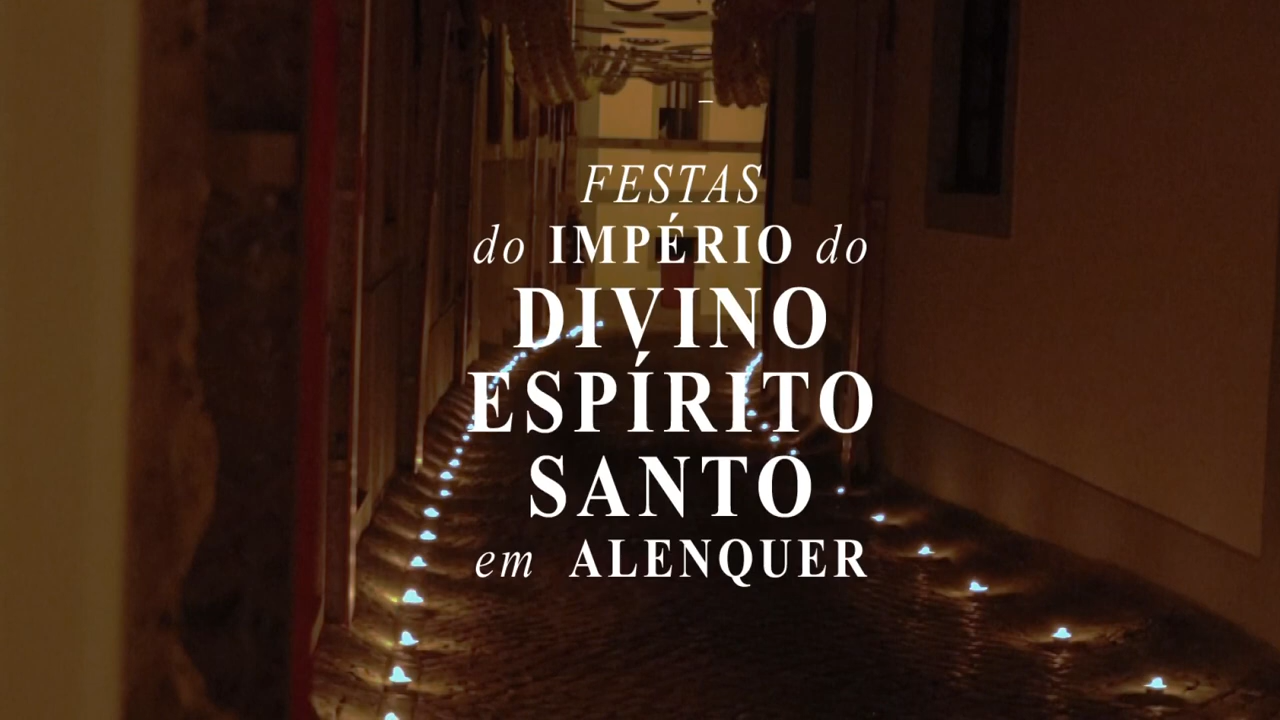 FESTAS
do IMPÉRIO do
DIVINO
ESPÍRITO
SANTO
em ALENQUER